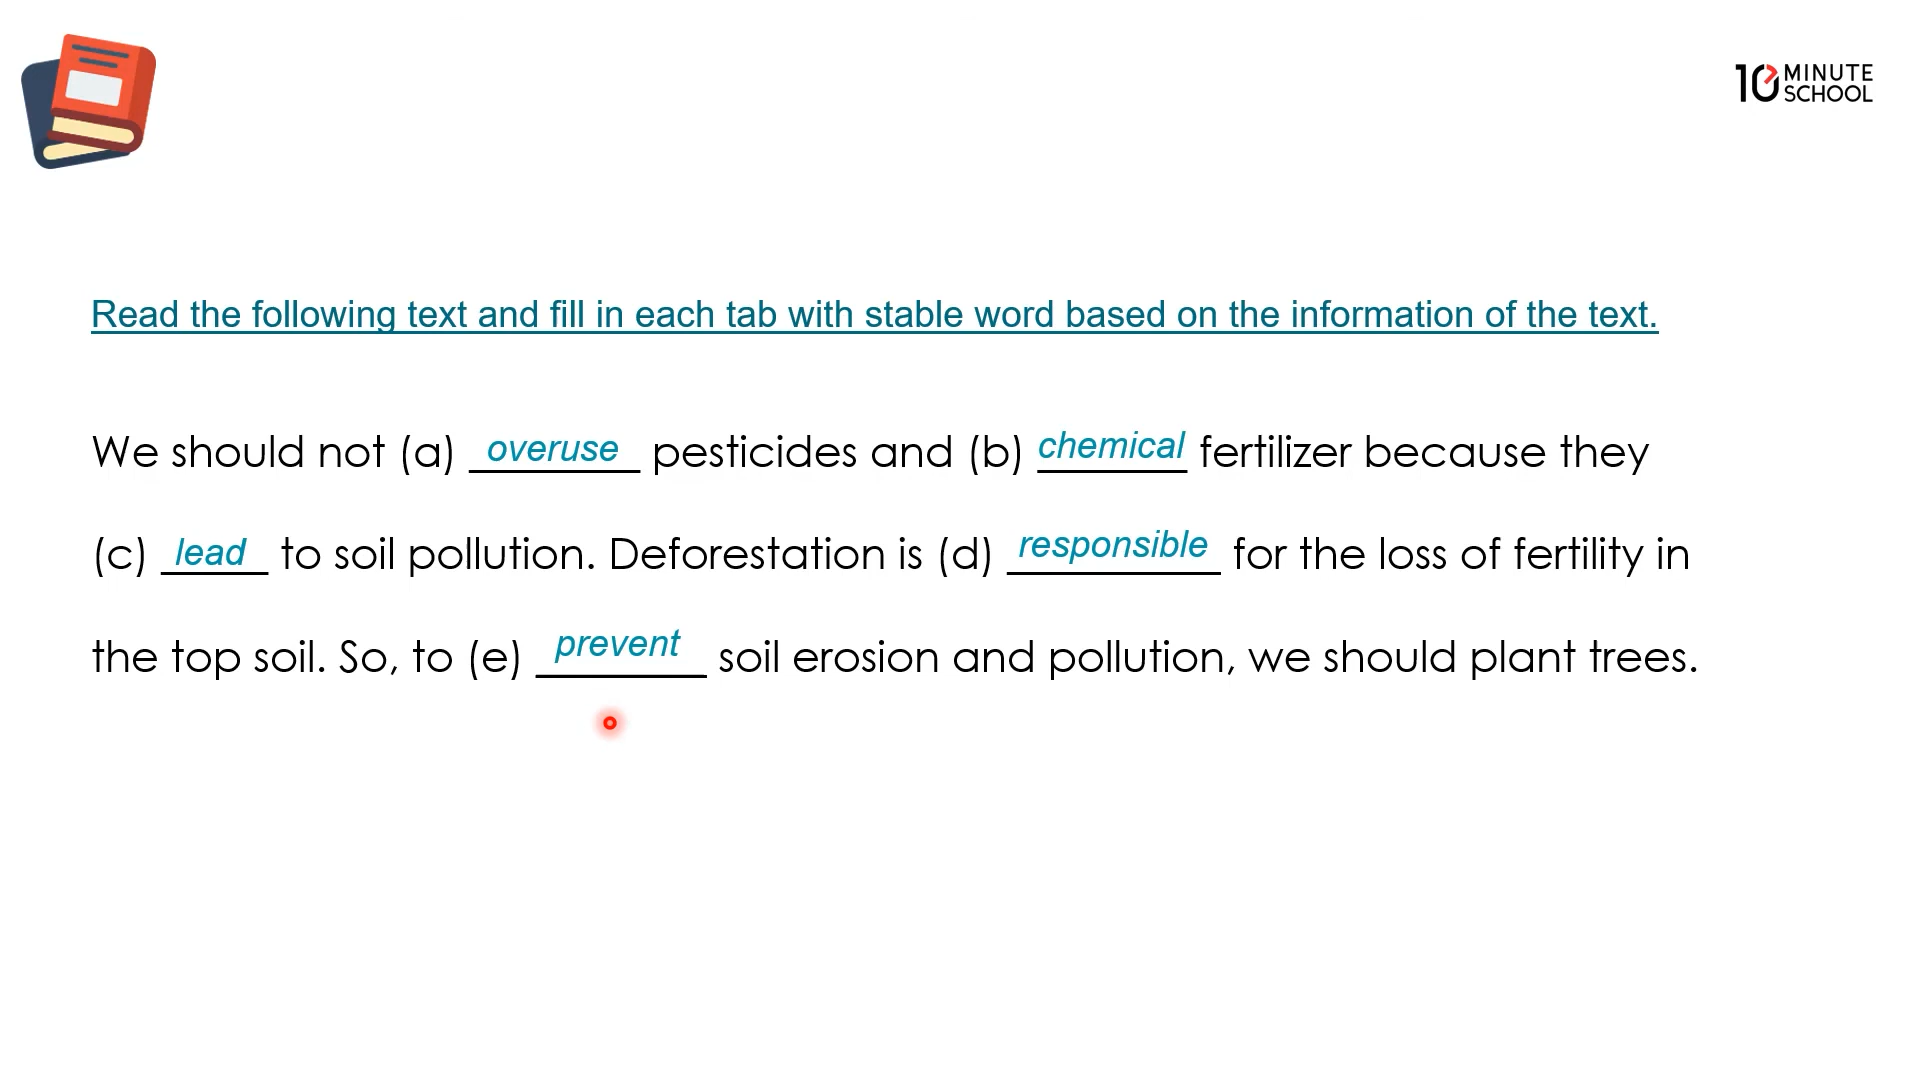 10 MINUTE
SCHOOL
Read the following text and fill in each tab with stable word based on the information of the text.
We should not (a) overuse pesticides and (b) chemical fertilizer because they
(c) lead to soil pollution. Deforestation is (d) responsible for the loss of fertility in
the top soil. So, to (e) prevent soil erosion and pollution, we should plant trees.